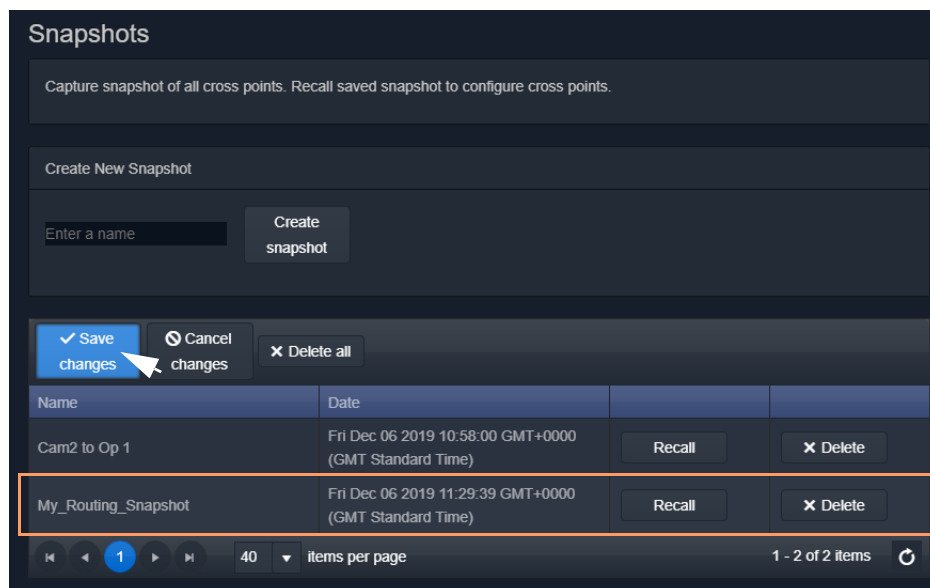 Snapshots
Capture snapshot of all cross points. Recall saved snapshot to configure cross points.
Create New Snapshot
Enter a name
Create
snapshot
Save
changes
Cancel
changes
Delete all
Name Date
Cam2 to Op 1
Fri Dec 06 2019 10:58:00 GMT+0000
(GMT Standard Time)
Recall
Delete
My_Routing_Snapshot
Fri Dec 06 2019 11:29:39 GMT+0000
(GMT Standard Time)
Recall
Delete
1 40 items per page 1 - 2 of 2 items